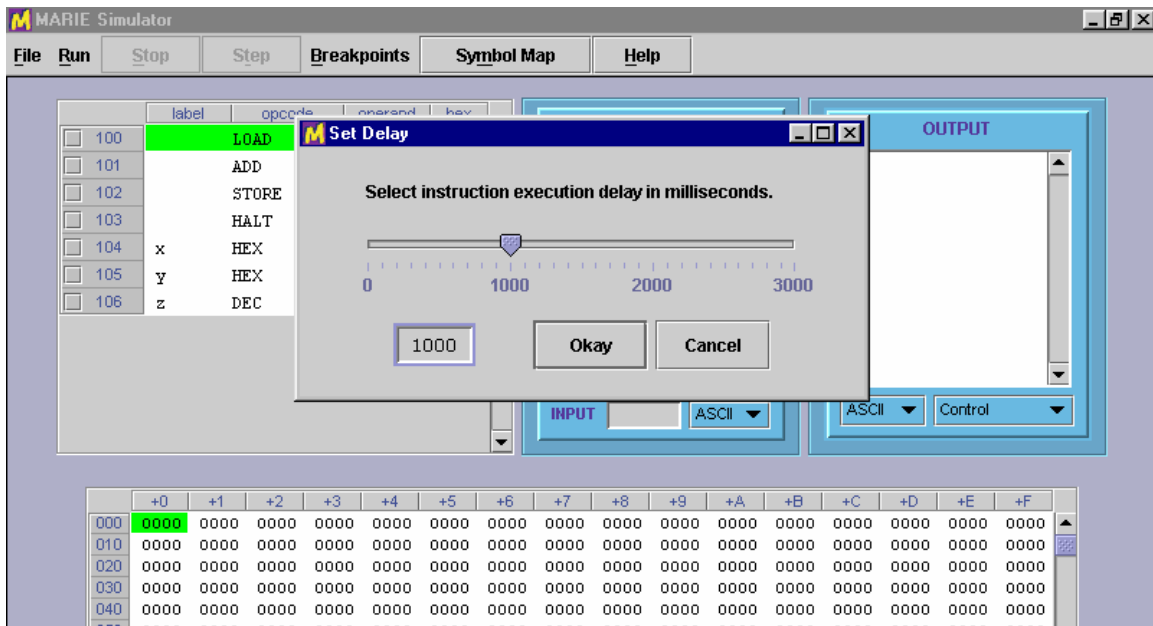 MARIE Simulator
File Run Stop Step Breakpoints Symbol Map Help
label opcode operand hex
100 LOAD
101 ADD
102 STORE
103 HALT
104 x HEX
105 y HEX
106 z DEC
Set Delay
Select instruction execution delay in milliseconds.
0 1000 2000 3000
1000 Okay Cancel
OUTPUT
INPUT ASCII
ASCII Control
+0 +1 +2 +3 +4 +5 +6 +7 +8 +9 +A +B +C +D +E +F
000 0000 0000 0000 0000 0000 0000 0000 0000 0000 0000 0000 0000 0000 0000 0000 0000
010 0000 0000 0000 0000 0000 0000 0000 0000 0000 0000 0000 0000 0000 0000 0000 0000
020 0000 0000 0000 0000 0000 0000 0000 0000 0000 0000 0000 0000 0000 0000 0000 0000
030 0000 0000 0000 0000 0000 0000 0000 0000 0000 0000 0000 0000 0000 0000 0000 0000
040 0000 0000 0000 0000 0000 0000 0000 0000 0000 0000 0000 0000 0000 0000 0000 0000